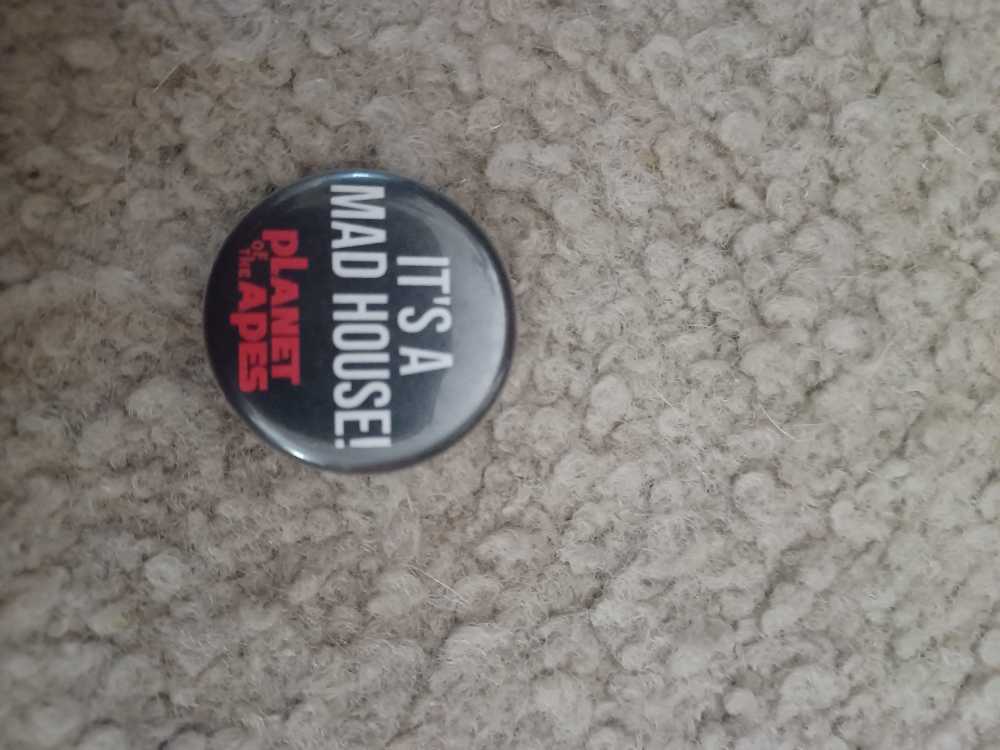 IT'S A
MAD HOUSE!
PLANET
OF THE APES